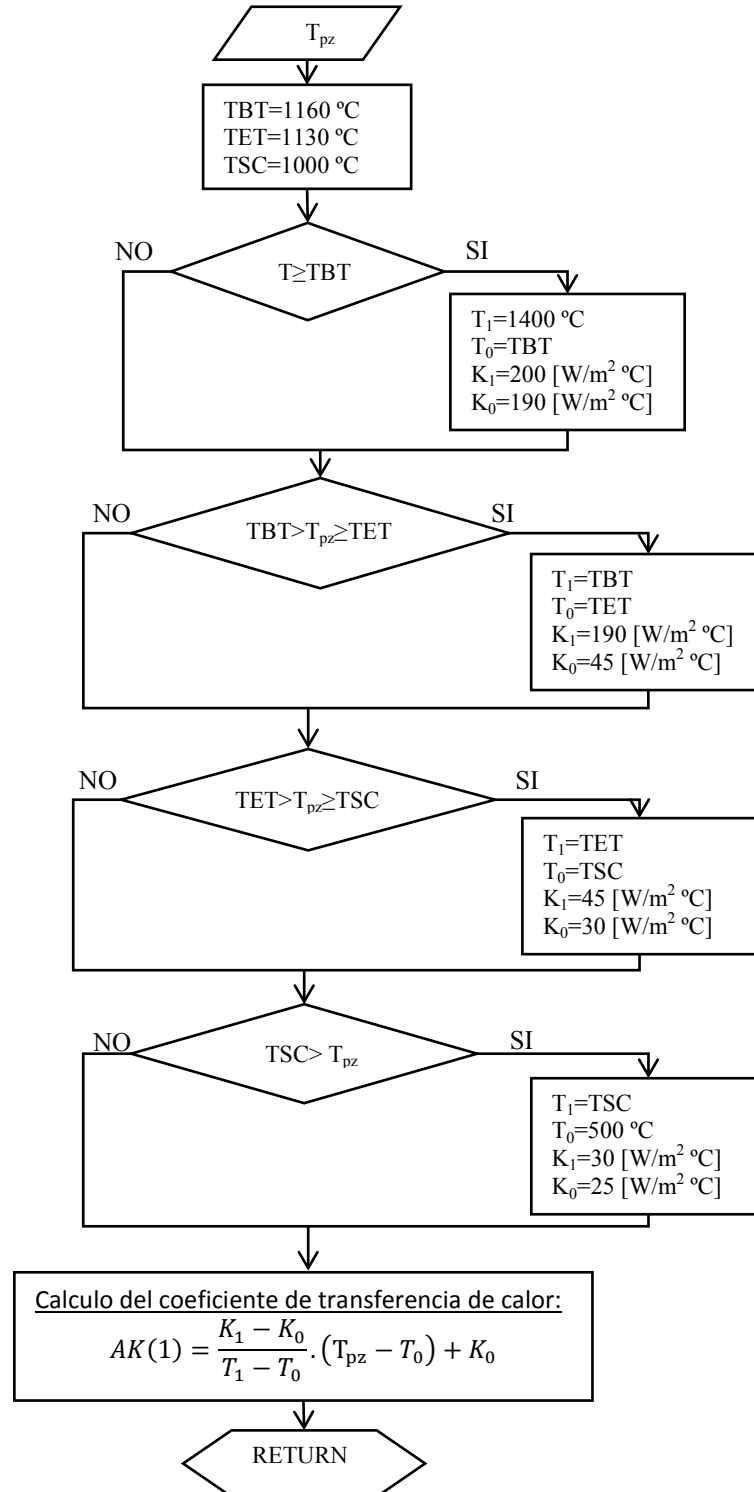 T_pz
TBT=1160 ºC
TET=1130 ºC
TSC=1000 ºC
NO
SI
T≥TBT
T₁=1400 ºC
T₀=TBT
K₁=200 [W/m² ºC]
K₀=190 [W/m² ºC]
NO
SI
TBT>T_pz≥TET
T₁=TBT
T₀=TET
K₁=190 [W/m² ºC]
K₀=45 [W/m² ºC]
NO
SI
TET>T_pz≥TSC
T₁=TET
T₀=TSC
K₁=45 [W/m² ºC]
K₀=30 [W/m² ºC]
NO
SI
TSC> T_pz
T₁=TSC
T₀=500 ºC
K₁=30 [W/m² ºC]
K₀=25 [W/m² ºC]
Calculo del coeficiente de transferencia de calor:
AK(1) = (K₁ − K₀)/(T₁ − T₀) . (T_pz − T₀) + K₀
RETURN